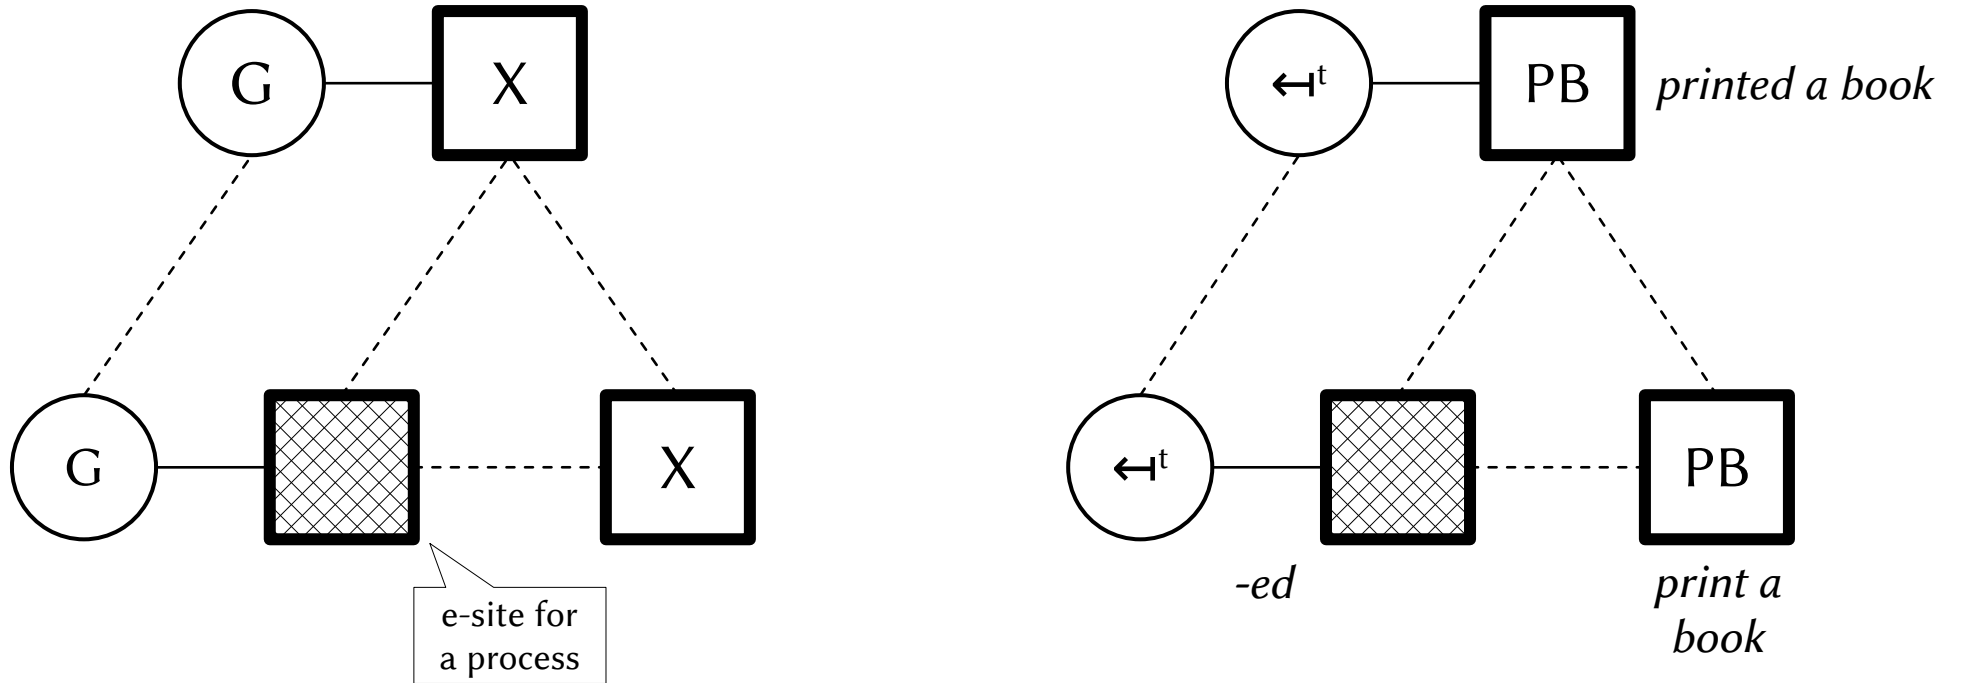 G
X
↤ᵗ
PB
printed a book
G
X
↤ᵗ
PB
e-site for
a process
-ed
print a
book